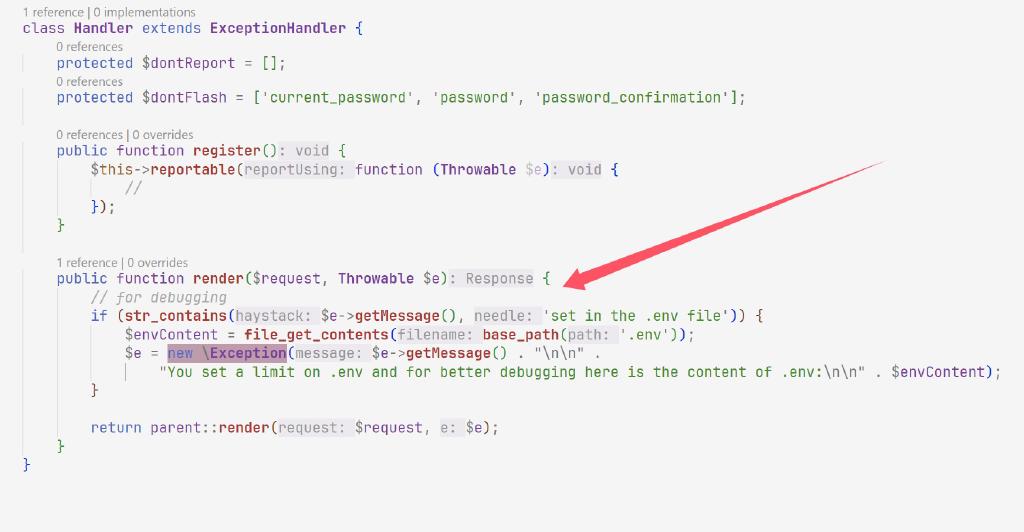 1 reference | 0 implementations
class Handler extends ExceptionHandler {
0 references
protected $dontReport = [];
0 references
protected $dontFlash = ['current_password', 'password', 'password_confirmation'];
0 references | 0 overrides
public function register(): void {
$this->reportable(reportUsing: function (Throwable $e): void {
//
});
}
1 reference | 0 overrides
public function render($request, Throwable $e): Response {
// for debugging
if (str_contains(haystack: $e->getMessage(), needle: 'set in the .env file')) {
$envContent = file_get_contents(filename: base_path(path: '.env'));
$e = new \Exception(message: $e->getMessage() . "\n\n" .
"You set a limit on .env and for better debugging here is the content of .env:\n\n" . $envContent);
}
return parent::render(request: $request, e: $e);
}
}